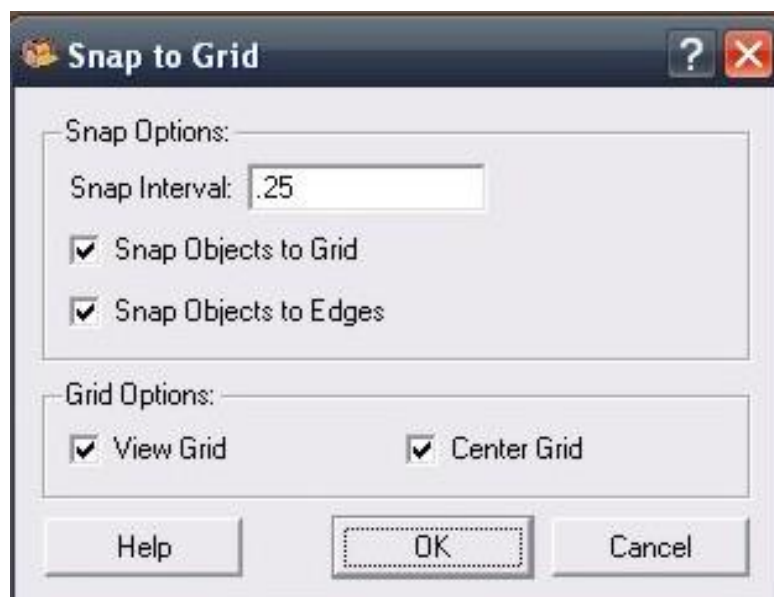 Snap to Grid ?
Snap Options:
Snap Interval: .25
Snap Objects to Grid
Snap Objects to Edges
Grid Options:
View Grid Center Grid
Help OK Cancel